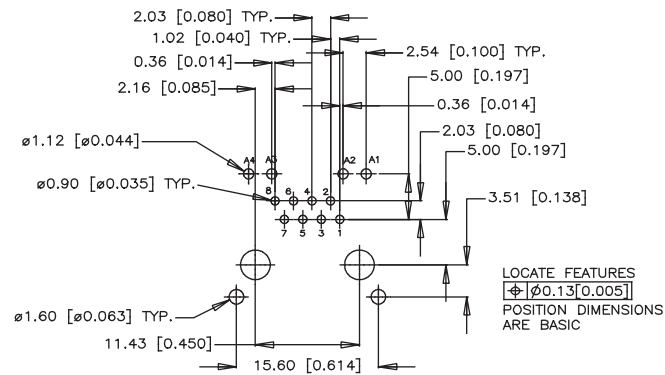 2.03 [0.080] TYP.
1.02 [0.040] TYP.
0.36 [0.014]
2.54 [0.100] TYP.
5.00 [0.197]
2.16 [0.085]
0.36 [0.014]
2.03 [0.080]
ø1.12 [ø0.044]
5.00 [0.197]
A4 A3 A2 A1
ø0.90 [ø0.035] TYP.
8 6 4 2
3.51 [0.138]
7 5 3 1
LOCATE FEATURES
⌖ Ø0.13[0.005]
POSITION DIMENSIONS
ARE BASIC
ø1.60 [ø0.063] TYP.
11.43 [0.450]
15.60 [0.614]